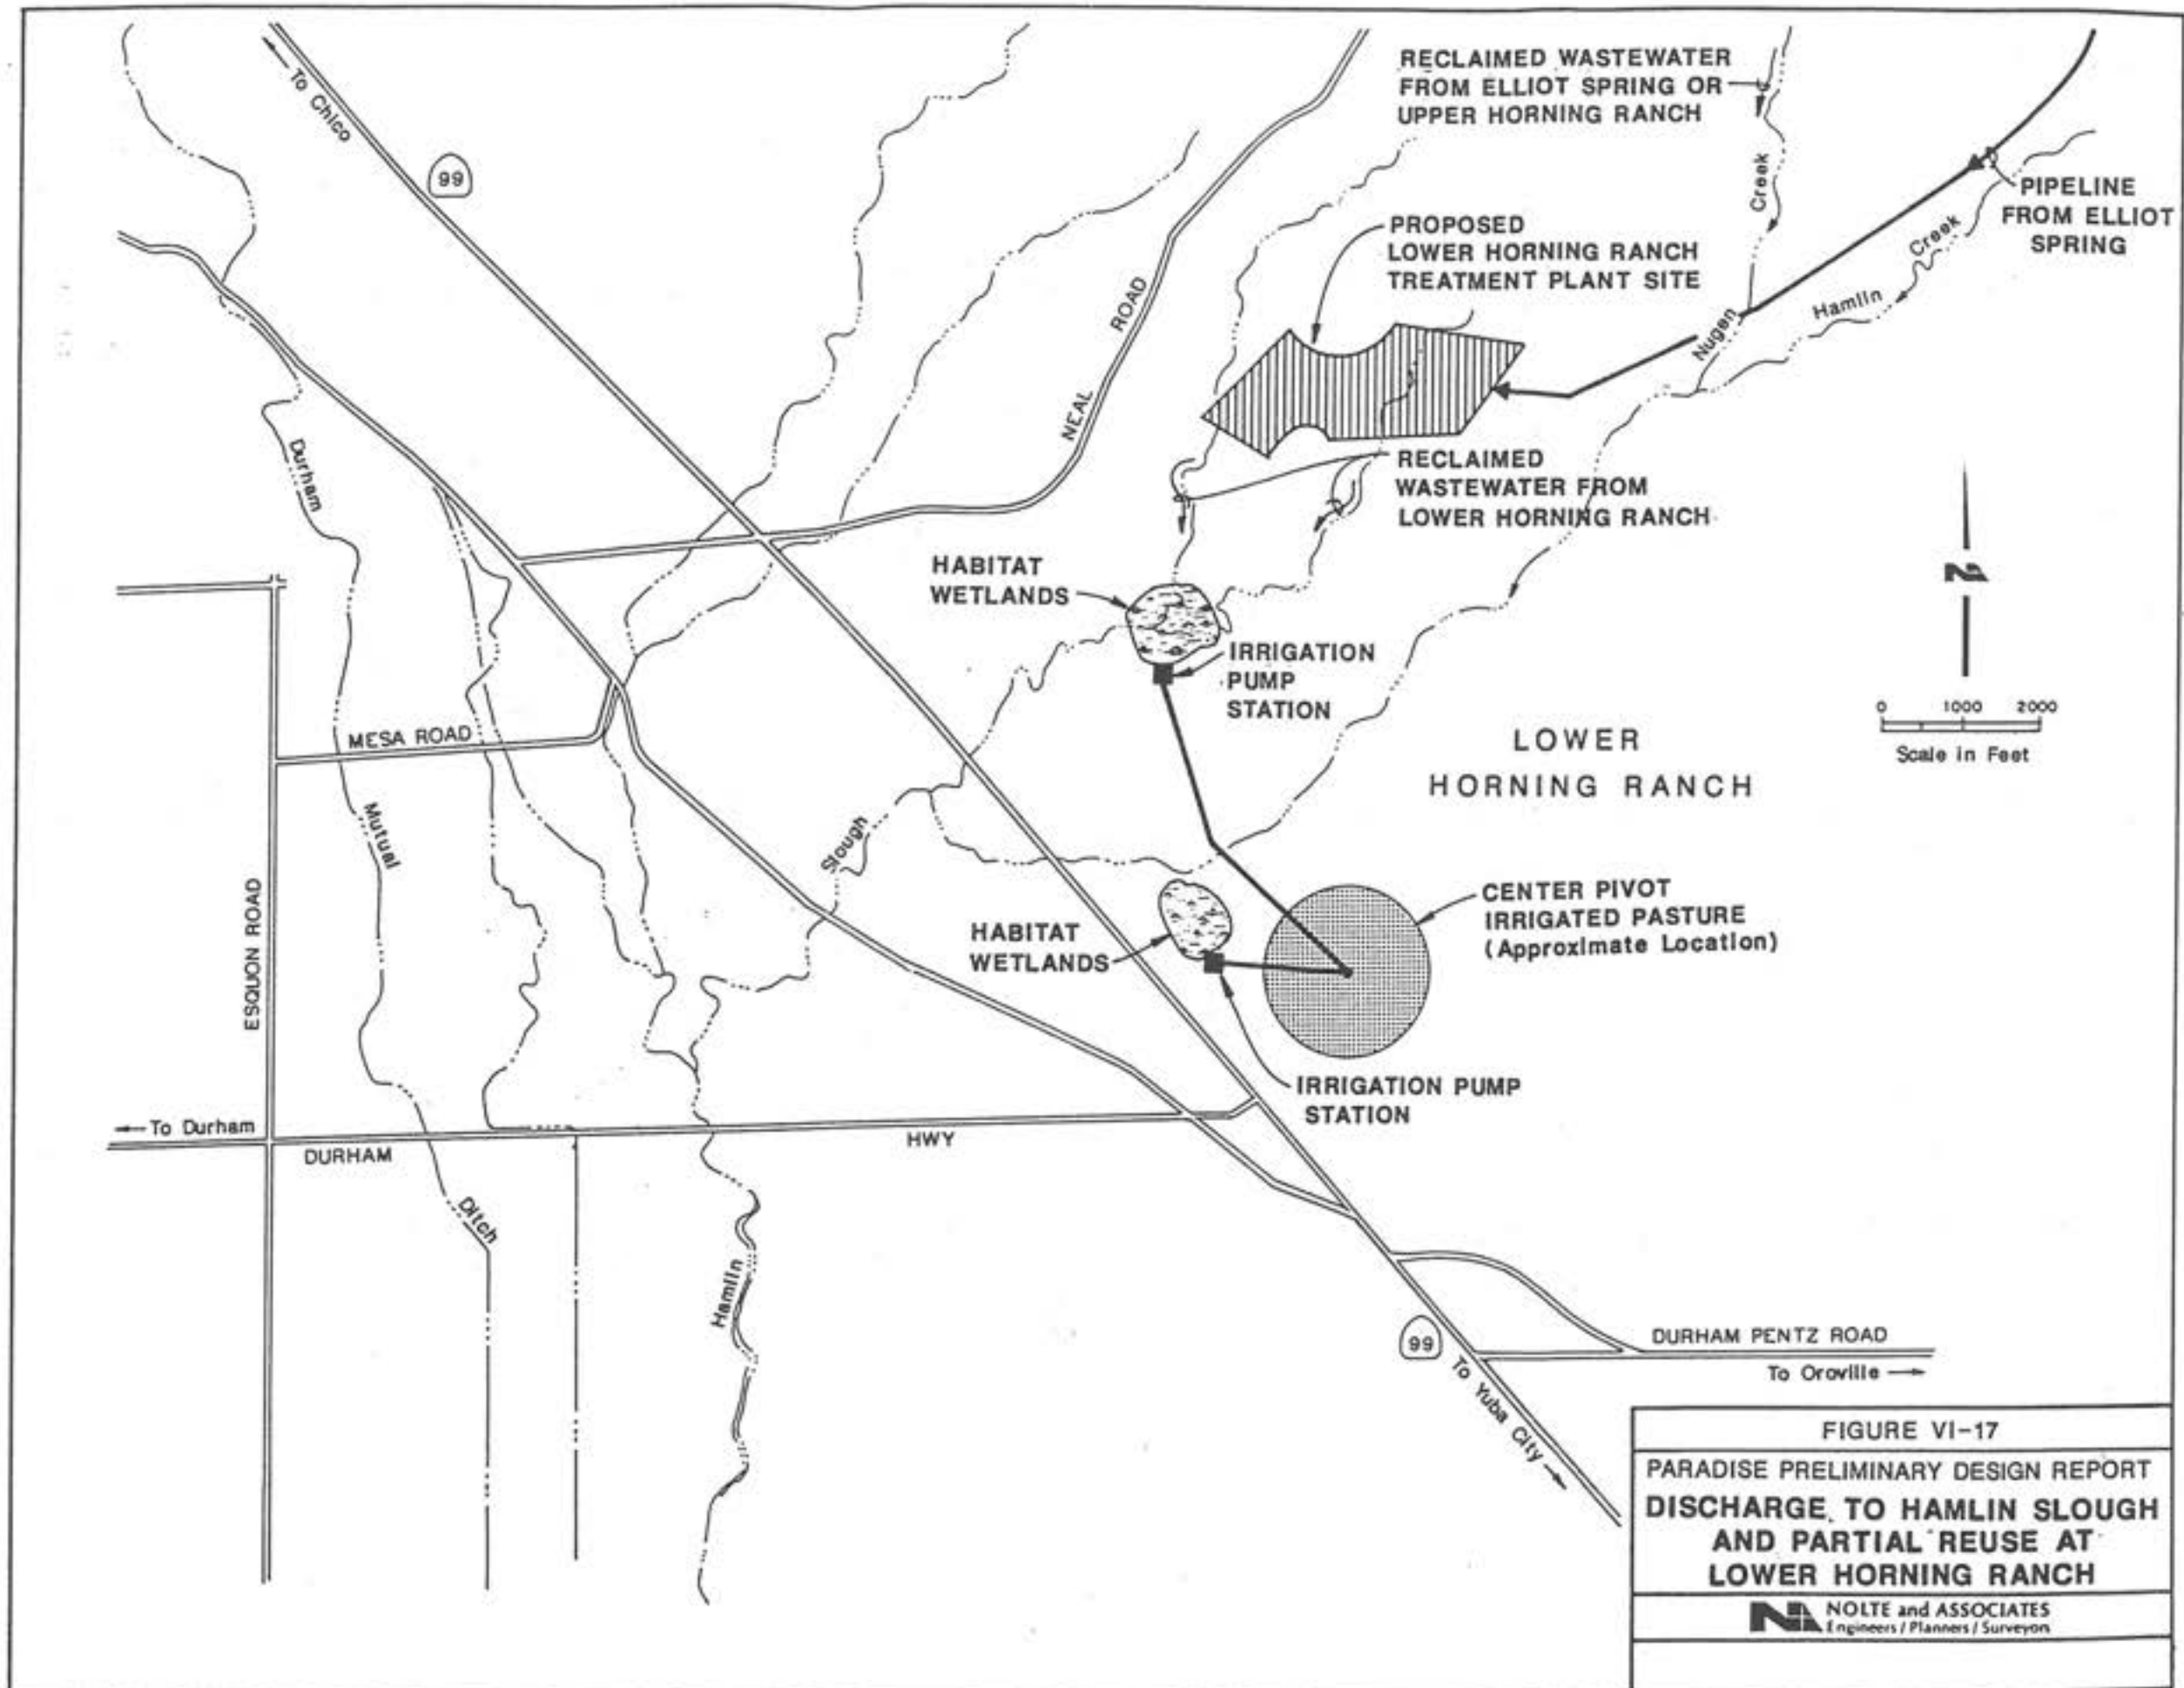 To Chico
99
RECLAIMED WASTEWATER
FROM ELLIOT SPRING OR
UPPER HORNING RANCH
Creek
PIPELINE
FROM ELLIOT
SPRING
Creek
Hamlin
Nugen
PROPOSED
LOWER HORNING RANCH
TREATMENT PLANT SITE
NEAL
ROAD
RECLAIMED
WASTEWATER FROM
LOWER HORNING RANCH
Durham
HABITAT
WETLANDS
IRRIGATION
PUMP
STATION
N
0 1000 2000
Scale in Feet
LOWER
HORNING RANCH
MESA ROAD
Mutual
Slough
ESQUON ROAD
HABITAT
WETLANDS
CENTER PIVOT
IRRIGATED PASTURE
(Approximate Location)
IRRIGATION PUMP
STATION
To Durham
DURHAM
HWY
Ditch
Hamlin
99
To Yuba City
DURHAM PENTZ ROAD
To Oroville
FIGURE VI-17
PARADISE PRELIMINARY DESIGN REPORT
DISCHARGE TO HAMLIN SLOUGH
AND PARTIAL REUSE AT
LOWER HORNING RANCH
NOLTE and ASSOCIATES
Engineers / Planners / Surveyors